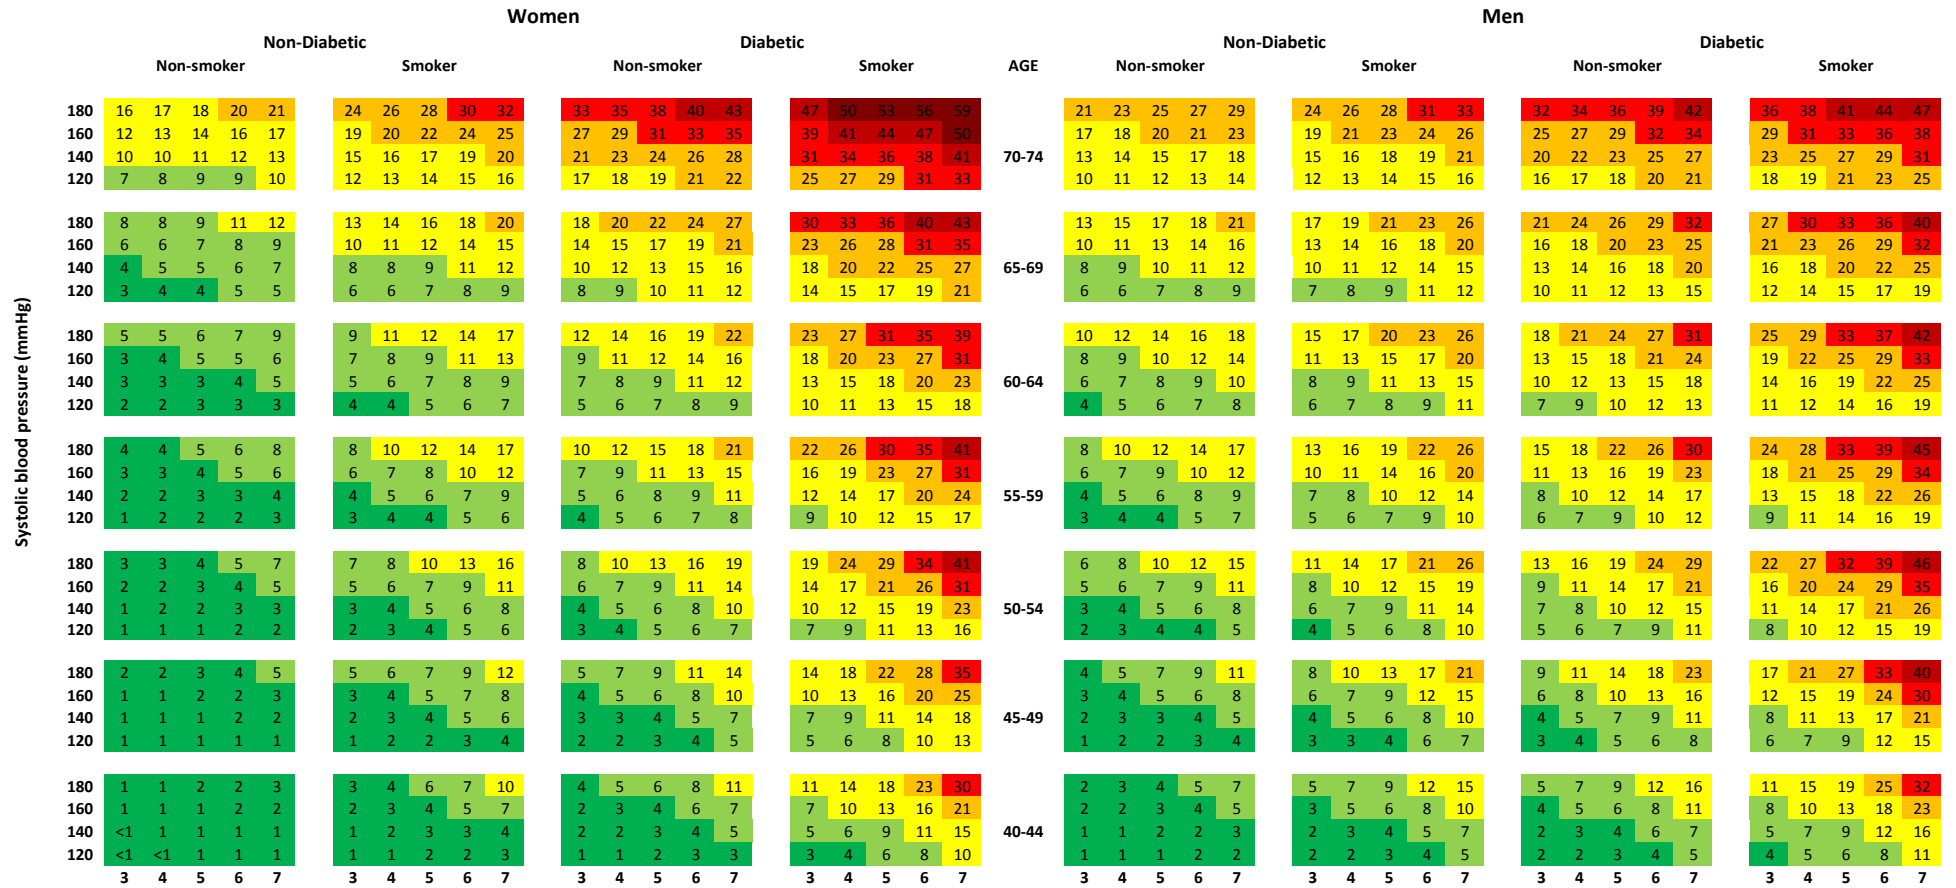 Women Men
Non-Diabetic Diabetic Non-Diabetic Diabetic
Non-smoker Smoker Non-smoker Smoker AGE Non-smoker Smoker Non-smoker Smoker
Systolic blood pressure (mmHg)
180 16 17 18 20 21 24 26 28 30 32 33 35 38 40 43 47 50 53 56 59 21 23 25 27 29 24 26 28 31 33 32 34 36 39 42 36 38 41 44 47
160 12 13 14 16 17 19 20 22 24 25 27 29 31 33 35 39 41 44 47 50 17 18 20 21 23 19 21 23 24 26 25 27 29 32 34 29 31 33 36 38
140 10 10 11 12 13 15 16 17 19 20 21 23 24 26 28 31 34 36 38 41 70-74 13 14 15 17 18 15 16 18 19 21 20 22 23 25 27 23 25 27 29 31
120 7 8 9 9 10 12 13 14 15 16 17 18 19 21 22 25 27 29 31 33 10 11 12 13 14 12 13 14 15 16 16 17 18 20 21 18 19 21 23 25
180 8 8 9 11 12 13 14 16 18 20 18 20 22 24 27 30 33 36 40 43 13 15 17 18 21 17 19 21 23 26 21 24 26 29 32 27 30 33 36 40
160 6 6 7 8 9 10 11 12 14 15 14 15 17 19 21 23 26 28 31 35 10 11 13 14 16 13 14 16 18 20 16 18 20 23 25 21 23 26 29 32
140 4 5 5 6 7 8 8 9 11 12 10 12 13 15 16 18 20 22 25 27 65-69 8 9 10 11 12 10 11 12 14 15 13 14 16 18 20 16 18 20 22 25
120 3 4 4 5 5 6 6 7 8 9 8 9 10 11 12 14 15 17 19 21 6 6 7 8 9 7 8 9 11 12 10 11 12 13 15 12 14 15 17 19
180 5 5 6 7 9 9 11 12 14 17 12 14 16 19 22 23 27 31 35 39 10 12 14 16 18 15 17 20 23 26 18 21 24 27 31 25 29 33 37 42
160 3 4 5 5 6 7 8 9 11 13 9 11 12 14 16 18 20 23 27 31 8 9 10 12 14 11 13 15 17 20 13 15 18 21 24 19 22 25 29 33
140 3 3 3 4 5 5 6 7 8 9 7 8 9 11 12 13 15 18 20 23 60-64 6 7 8 9 10 8 9 11 13 15 10 12 13 15 18 14 16 19 22 25
120 2 2 3 3 3 4 4 5 6 7 5 6 7 8 9 10 11 13 15 18 4 5 6 7 8 6 7 8 9 11 7 9 10 12 13 11 12 14 16 19
180 4 4 5 6 8 8 10 12 14 17 10 12 15 18 21 22 26 30 35 41 8 10 12 14 17 13 16 19 22 26 15 18 22 26 30 24 28 33 39 45
160 3 3 4 5 6 6 7 8 10 12 7 9 11 13 15 16 19 23 27 31 6 7 9 10 12 10 11 14 16 20 11 13 16 19 23 18 21 25 29 34
140 2 2 3 3 4 4 5 6 7 9 5 6 8 9 11 12 14 17 20 24 55-59 4 5 6 8 9 7 8 10 12 14 8 10 12 14 17 13 15 18 22 26
120 1 2 2 2 3 3 4 4 5 6 4 5 6 7 8 9 10 12 15 17 3 4 4 5 7 5 6 7 9 10 6 7 9 10 12 9 11 14 16 19
180 3 3 4 5 7 7 8 10 13 16 8 10 13 16 19 19 24 29 34 41 6 8 10 12 15 11 14 17 21 26 13 16 19 24 29 22 27 32 39 46
160 2 2 3 4 5 5 6 7 9 11 6 7 9 11 14 14 17 21 26 31 5 6 7 9 11 8 10 12 15 19 9 11 14 17 21 16 20 24 29 35
140 1 2 2 3 3 3 4 5 6 8 4 5 6 8 10 10 12 15 19 23 50-54 3 4 5 6 8 6 7 9 11 14 7 8 10 12 15 11 14 17 21 26
120 1 1 1 2 2 2 3 4 5 6 3 4 5 6 7 7 9 11 13 16 2 3 4 4 5 4 5 6 8 10 5 6 7 9 11 8 10 12 15 19
180 2 2 3 4 5 5 6 7 9 12 5 7 9 11 14 14 18 22 28 35 4 5 7 9 11 8 10 13 17 21 9 11 14 18 23 17 21 27 33 40
160 1 1 2 2 3 3 4 5 7 8 4 5 6 8 10 10 13 16 20 25 3 4 5 6 8 6 7 9 12 15 6 8 10 13 16 12 15 19 24 30
140 1 1 1 2 2 2 3 4 5 6 3 3 4 5 7 7 9 11 14 18 45-49 2 3 3 4 5 4 5 6 8 10 4 5 7 9 11 8 11 13 17 21
120 1 1 1 1 1 1 2 2 3 4 2 2 3 4 5 5 6 8 10 13 1 2 2 3 4 3 3 4 6 7 3 4 5 6 8 6 7 9 12 15
180 1 1 2 2 3 3 4 6 7 10 4 5 6 8 11 11 14 18 23 30 2 3 4 5 7 5 7 9 12 15 5 7 9 12 16 11 15 19 25 32
160 1 1 1 2 2 2 3 4 5 7 2 3 4 6 7 7 10 13 16 21 2 2 3 4 5 3 5 6 8 10 4 5 6 8 11 8 10 13 18 23
140 <1 1 1 1 1 1 2 3 3 4 2 2 3 4 5 5 6 9 11 15 40-44 1 1 2 2 3 2 3 4 5 7 2 3 4 6 7 5 7 9 12 16
120 <1 <1 1 1 1 1 1 2 2 3 1 1 2 3 3 3 4 6 8 10 1 1 1 2 2 2 2 3 4 5 2 2 3 4 5 4 5 6 8 11
3 4 5 6 7 3 4 5 6 7 3 4 5 6 7 3 4 5 6 7 3 4 5 6 7 3 4 5 6 7 3 4 5 6 7 3 4 5 6 7